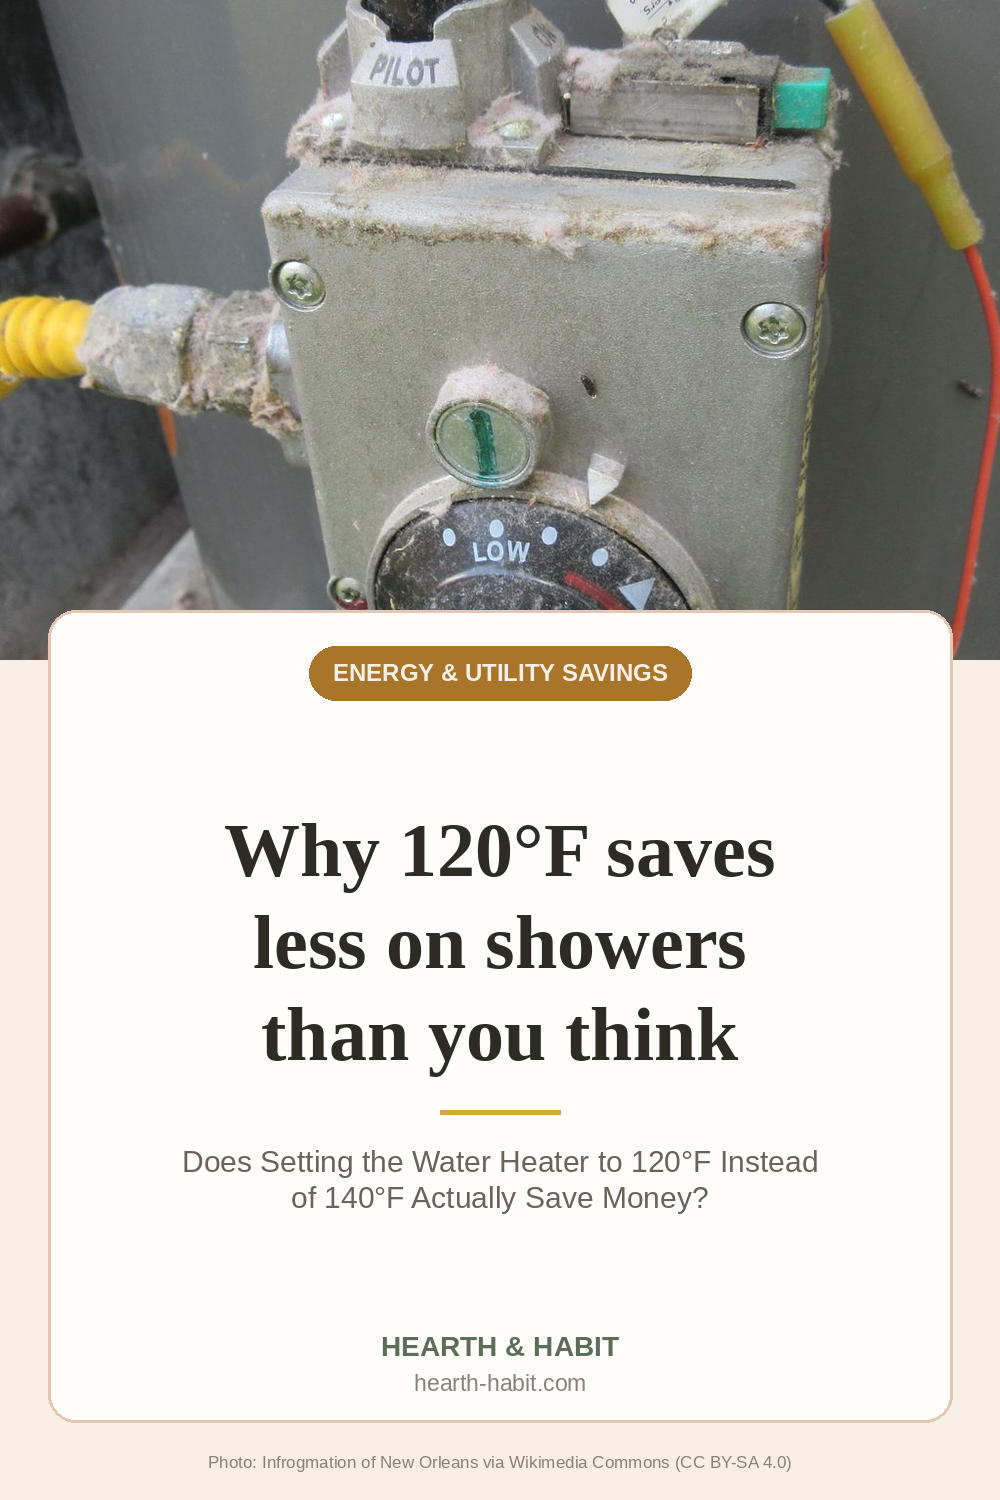 PILOT
ON
LOW
ENERGY & UTILITY SAVINGS
Why 120°F saves
less on showers
than you think
Does Setting the Water Heater to 120°F Instead
of 140°F Actually Save Money?
HEARTH & HABIT
hearth-habit.com
Photo: Infrogmation of New Orleans via Wikimedia Commons (CC BY-SA 4.0)